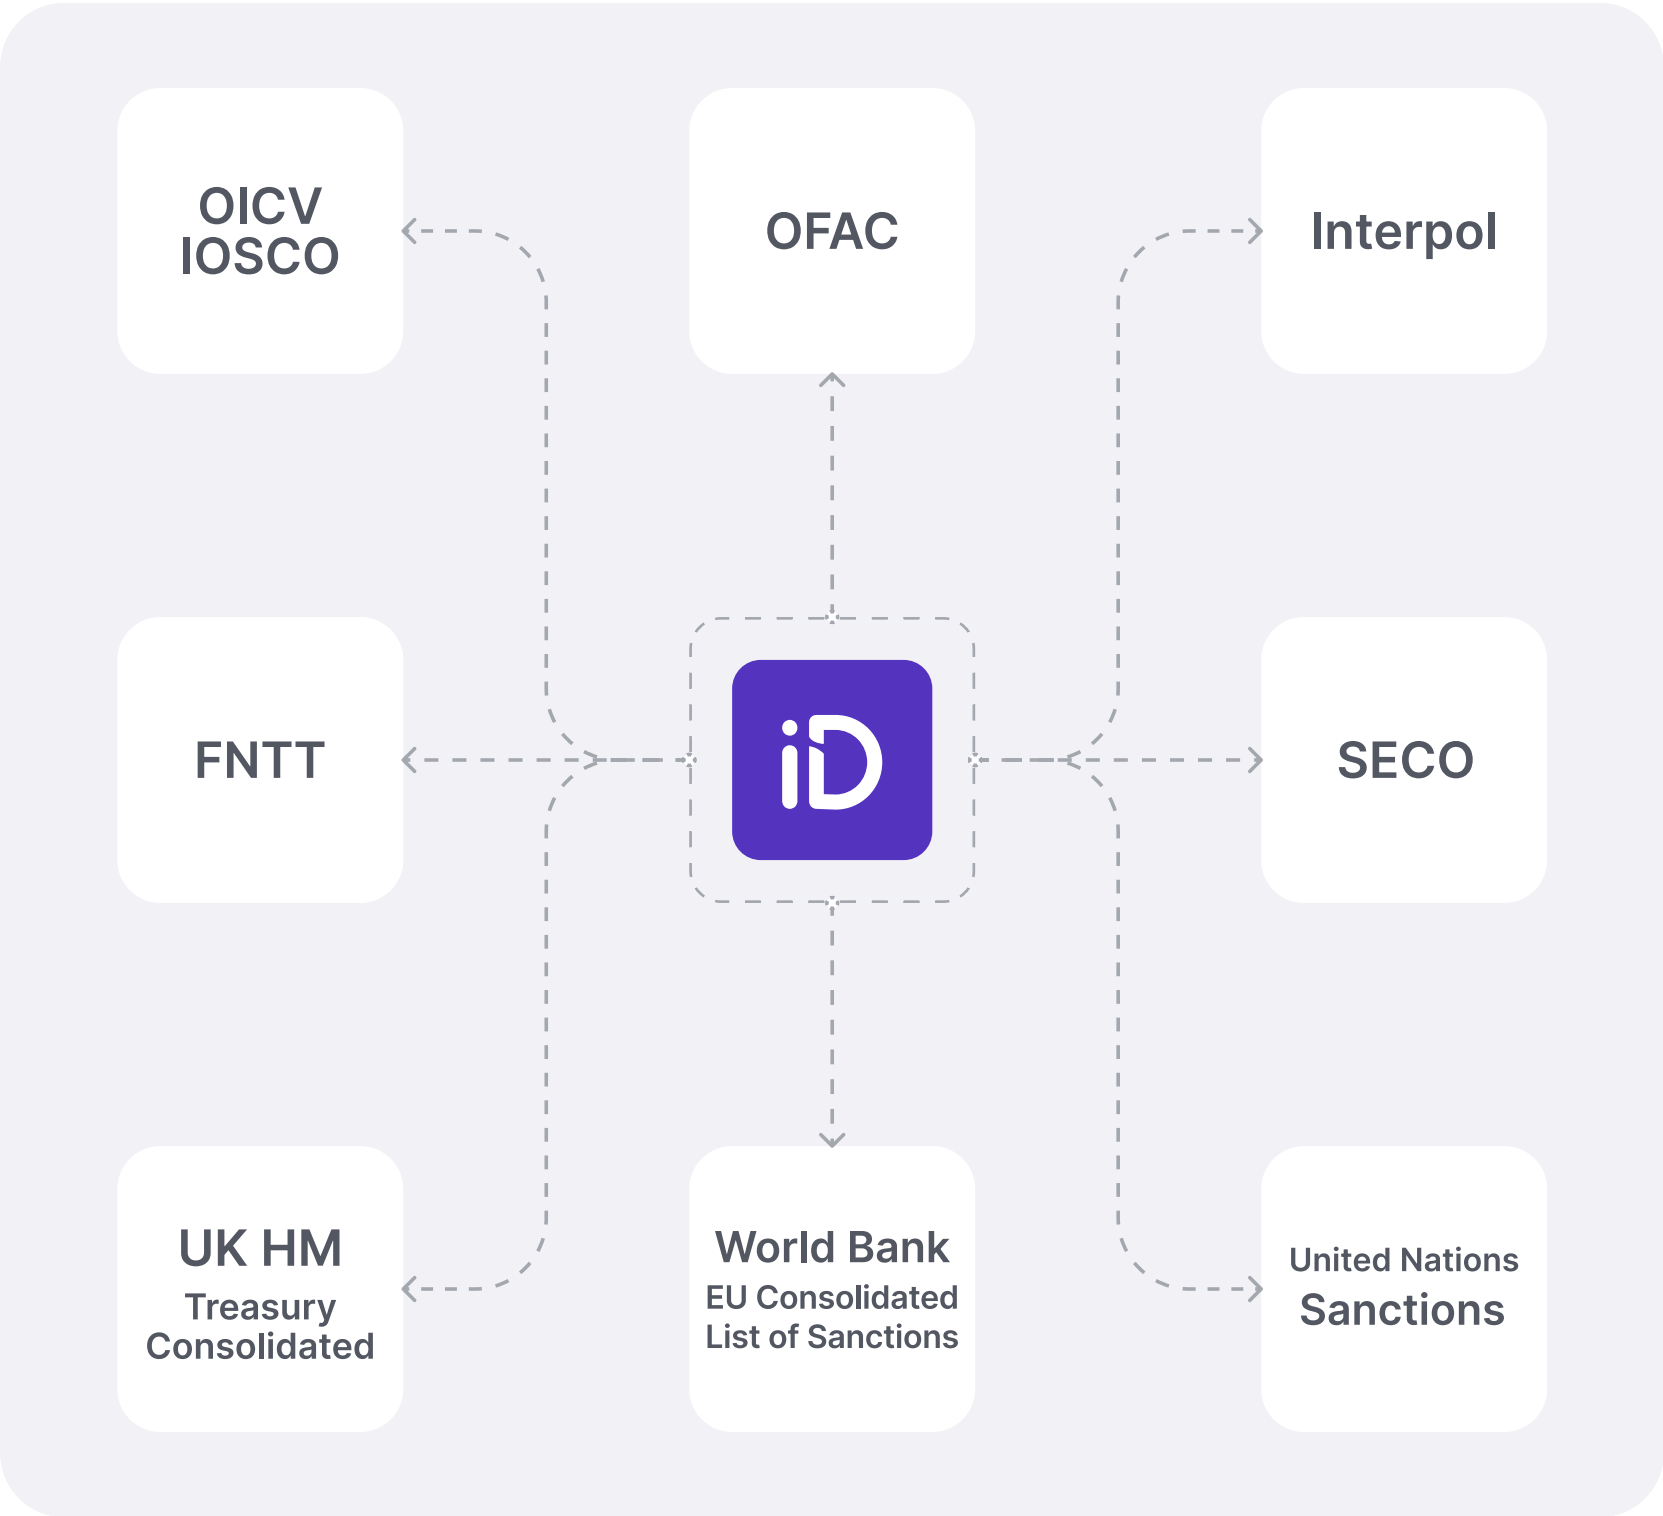 OICV
IOSCO
OFAC
Interpol
FNTT
iD
SECO
UK HM
Treasury
Consolidated
World Bank
EU Consolidated
List of Sanctions
United Nations
Sanctions